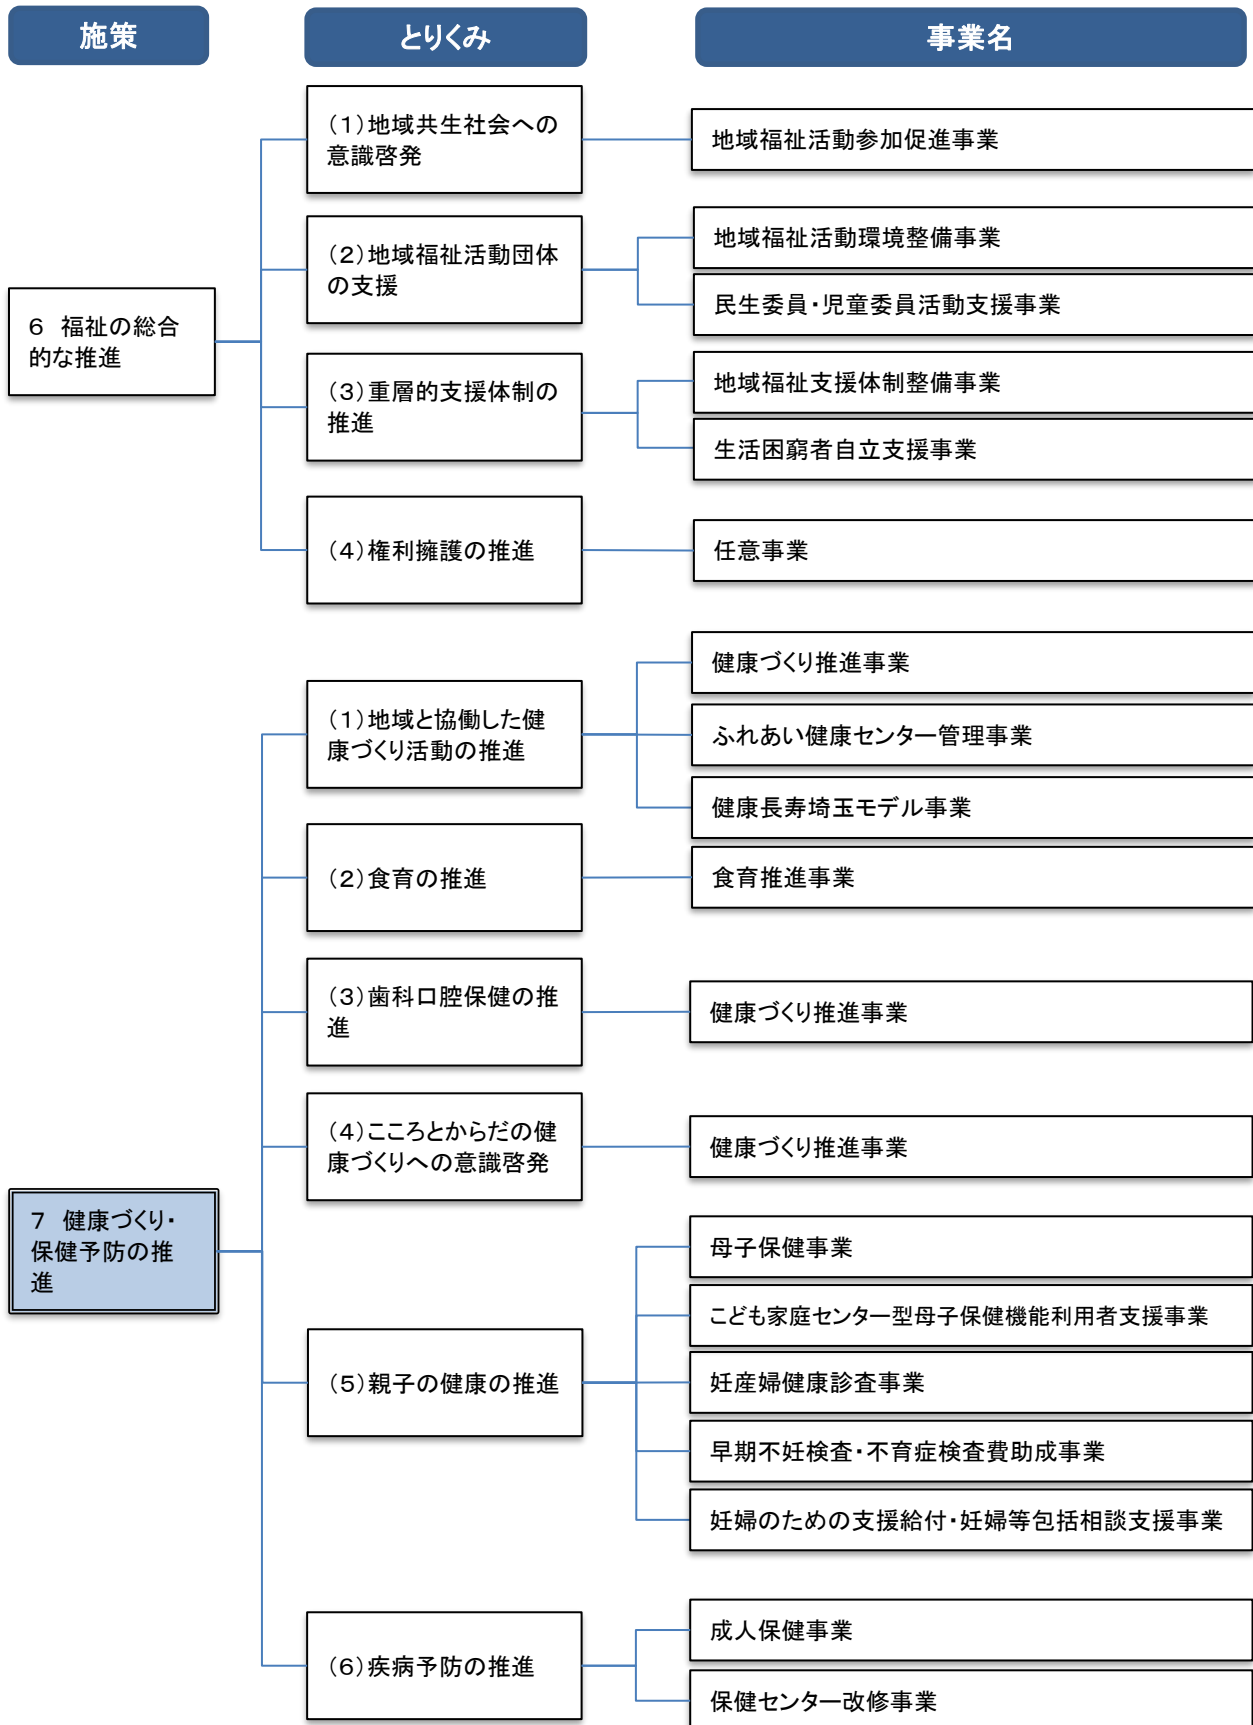 施策
とりくみ
事業名
6 福祉の総合
的な推進
(1)地域共生社会への
意識啓発
地域福祉活動参加促進事業
(2)地域福祉活動団体
の支援
地域福祉活動環境整備事業
民生委員・児童委員活動支援事業
(3)重層的支援体制の
推進
地域福祉支援体制整備事業
生活困窮者自立支援事業
(4)権利擁護の推進
任意事業
7 健康づくり・
保健予防の推
進
(1)地域と協働した健
康づくり活動の推進
健康づくり推進事業
ふれあい健康センター管理事業
健康長寿埼玉モデル事業
(2)食育の推進
食育推進事業
(3)歯科口腔保健の推
進
健康づくり推進事業
(4)こころとからだの健
康づくりへの意識啓発
健康づくり推進事業
(5)親子の健康の推進
母子保健事業
こども家庭センター型母子保健機能利用者支援事業
妊産婦健康診査事業
早期不妊検査・不育症検査費助成事業
妊婦のための支援給付・妊婦等包括相談支援事業
(6)疾病予防の推進
成人保健事業
保健センター改修事業